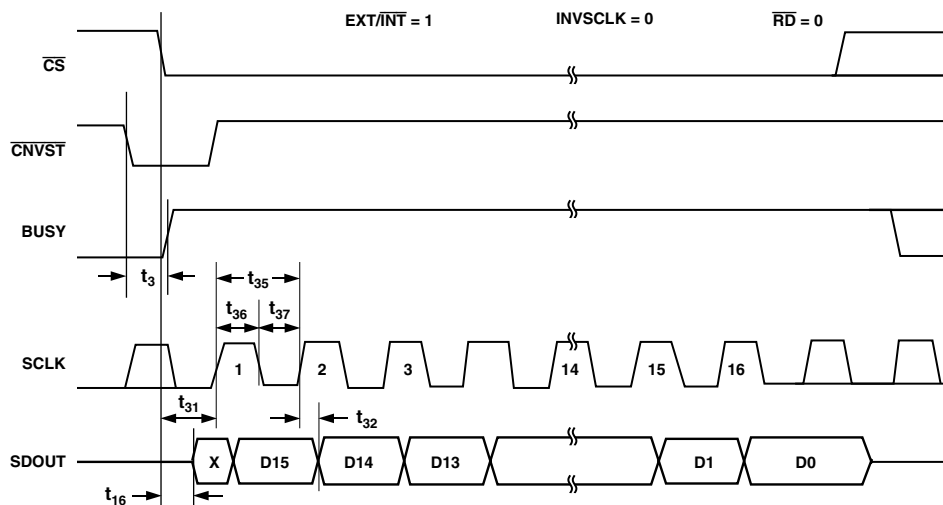 EXT/INT = 1 INVSCLK = 0 RD = 0
CS
CNVST
BUSY
t3
t35
t36 t37
SCLK 1 2 3 14 15 16
t31
t32
SDOUT X D15 D14 D13 D1 D0
t16